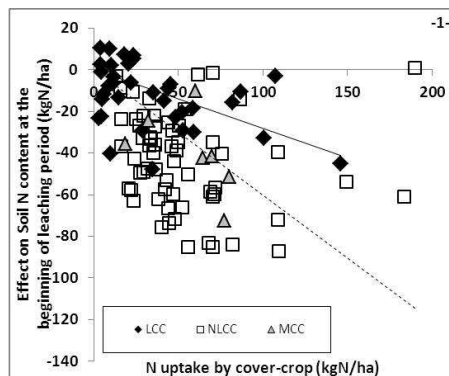 -1-
Effect on Soil N content at the
beginning of leaching period (kgN/ha)
20
0
-20
-40
-60
-80
-100
-120
-140
0 50 100 150 200
LCC NLCC MCC
N uptake by cover-crop (kgN/ha)